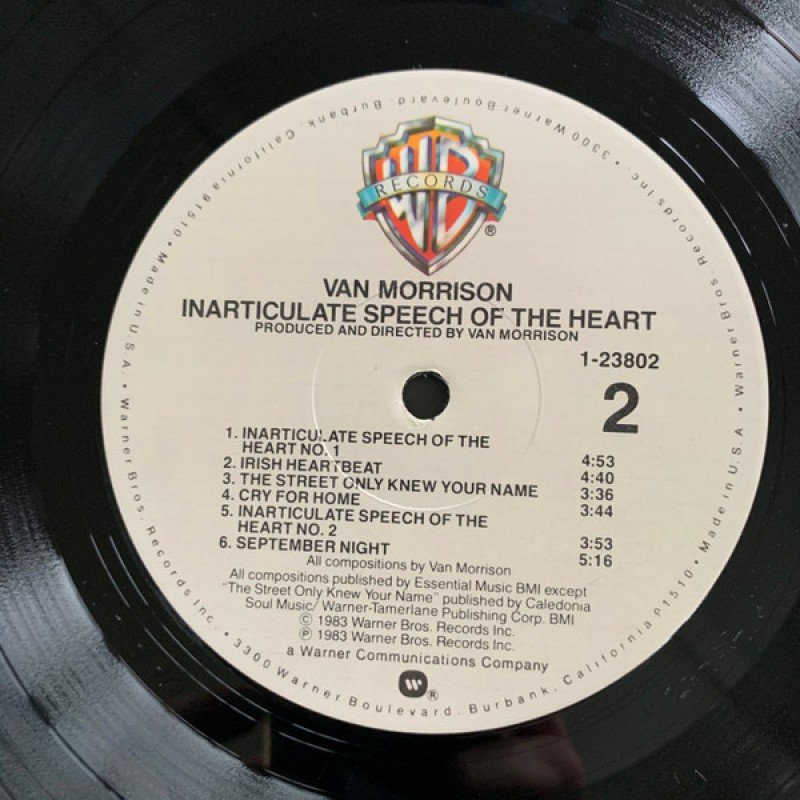 WB
RECORDS
®
VAN MORRISON
INARTICULATE SPEECH OF THE HEART
PRODUCED AND DIRECTED BY VAN MORRISON
1-23802
2
1. INARTICULATE SPEECH OF THE
HEART NO. 1 4:53
2. IRISH HEARTBEAT 4:40
3. THE STREET ONLY KNEW YOUR NAME 3:36
4. CRY FOR HOME 3:44
5. INARTICULATE SPEECH OF THE
HEART NO. 2 3:53
6. SEPTEMBER NIGHT 5:16
All compositions by Van Morrison
All compositions published by Essential Music BMI except
"The Street Only Knew Your Name" published by Caledonia
Soul Music/ Warner-Tamerlane Publishing Corp. BMI
© 1983 Warner Bros. Records Inc.
℗ 1983 Warner Bros. Records Inc.
a Warner Communications Company
®
• Warner Bros. Records Inc. • 3300 Warner Boulevard, Burbank, California 91510 • Made in U.S.A. • Warner Bros. Records Inc. • 3300 Warner Boulevard, Burbank, California 91510 • Made in U.S.A.